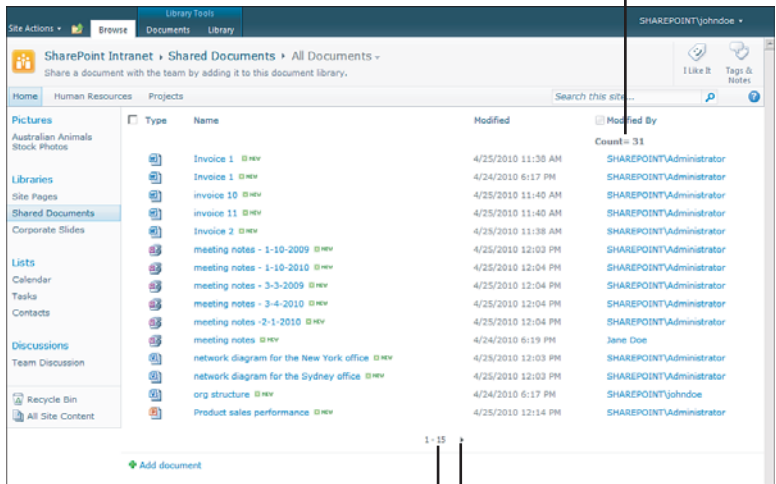 Library Tools
SHAREPOINT\johndoe
Site Actions Browse Documents Library
SharePoint Intranet Shared Documents All Documents
Share a document with the team by adding it to this document library.
I Like It Tags & Notes
Home Human Resources Projects Search this site...
Pictures
Australian Animals
Stock Photos
Libraries
Site Pages
Shared Documents
Corporate Slides
Lists
Calendar
Tasks
Contacts
Discussions
Team Discussion
Recycle Bin
All Site Content
Type Name Modified Modified By
Count= 31
Invoice 1 NEW 4/25/2010 11:38 AM SHAREPOINT\Administrator
Invoice 1 NEW 4/24/2010 6:17 PM SHAREPOINT\Administrator
invoice 10 NEW 4/25/2010 11:40 AM SHAREPOINT\Administrator
invoice 11 NEW 4/25/2010 11:40 AM SHAREPOINT\Administrator
Invoice 2 NEW 4/25/2010 11:38 AM SHAREPOINT\Administrator
meeting notes - 1-10-2009 NEW 4/25/2010 12:03 PM SHAREPOINT\Administrator
meeting notes - 1-10-2010 NEW 4/25/2010 12:04 PM SHAREPOINT\Administrator
meeting notes - 3-3-2009 NEW 4/25/2010 12:04 PM SHAREPOINT\Administrator
meeting notes - 3-4-2010 NEW 4/25/2010 12:04 PM SHAREPOINT\Administrator
meeting notes -2-1-2010 NEW 4/25/2010 12:04 PM SHAREPOINT\Administrator
meeting notes NEW 4/24/2010 6:19 PM Jane Doe
network diagram for the New York office NEW 4/25/2010 12:03 PM SHAREPOINT\Administrator
network diagram for the Sydney office NEW 4/25/2010 12:03 PM SHAREPOINT\Administrator
org structure NEW 4/24/2010 6:17 PM SHAREPOINT\johndoe
Product sales performance NEW 4/25/2010 12:14 PM SHAREPOINT\Administrator
1 - 15
Add document